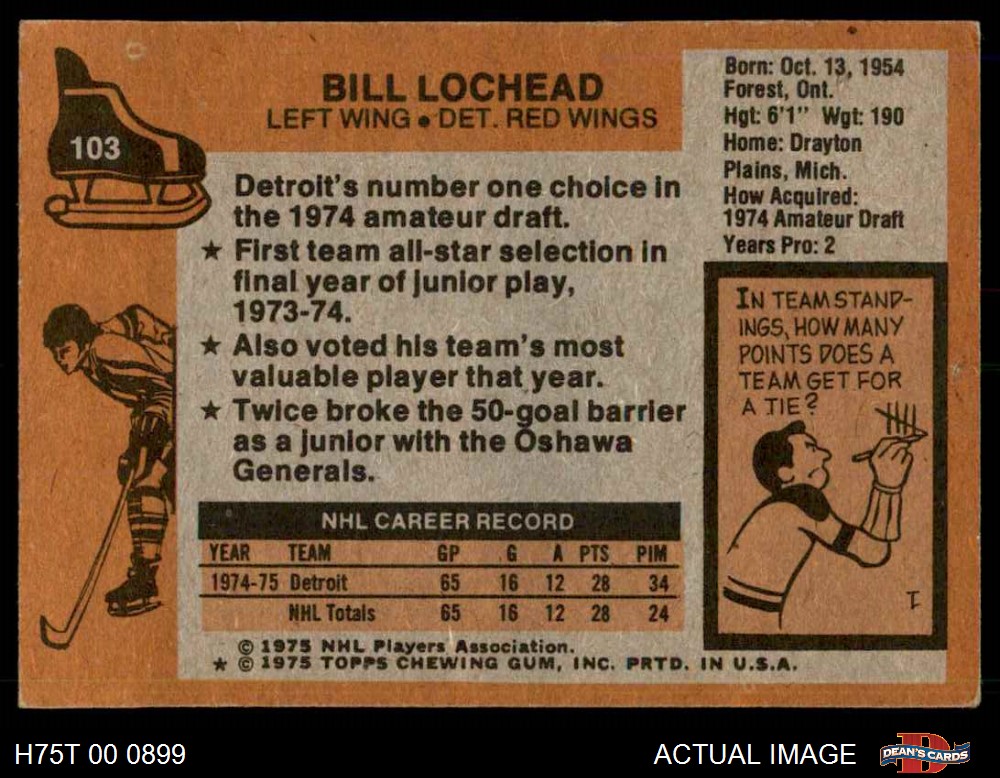 103
BILL LOCHEAD
LEFT WING • DET. RED WINGS
Born: Oct. 13, 1954
Forest, Ont.
Hgt: 6'1" Wgt: 190
Home: Drayton
Plains, Mich.
How Acquired:
1974 Amateur Draft
Years Pro: 2
Detroit's number one choice in
the 1974 amateur draft.
★ First team all-star selection in
final year of junior play,
1973-74.
★ Also voted his team's most
valuable player that year.
★ Twice broke the 50-goal barrier
as a junior with the Oshawa
Generals.
IN TEAM STAND-
INGS, HOW MANY
POINTS DOES A
TEAM GET FOR
A TIE?
NHL CAREER RECORD
YEAR TEAM GP G A PTS PIM
1974-75 Detroit 65 16 12 28 34
NHL Totals 65 16 12 28 24
© 1975 NHL Players Association.
★ © 1975 TOPPS CHEWING GUM, INC. PRTD. IN U.S.A.
H75T 00 0899
ACTUAL IMAGE
DEAN'S CARDS